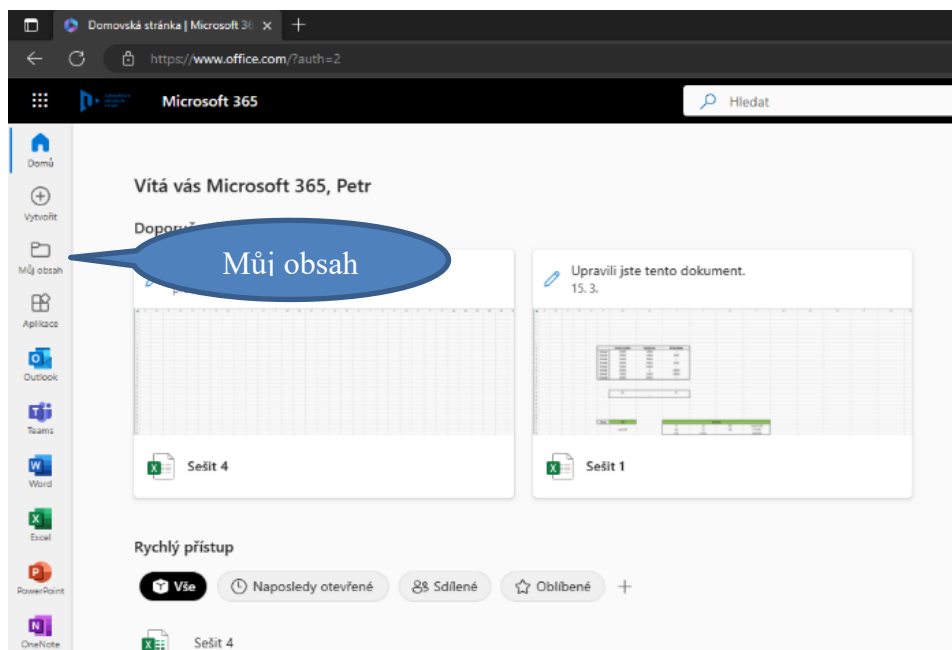 Domovská stránka | Microsoft 36
https://www.office.com/?auth=2
Microsoft 365
Hledat
Domů
Vytvořit
Můj obsah
Aplikace
Outlook
Teams
Word
Excel
PowerPoint
OneNote
Vítá vás Microsoft 365, Petr
Můj obsah
Upravili jste tento dokument.
15. 3.
Sešit 4
Sešit 1
Rychlý přístup
Vše
Naposledy otevřené
Sdílené
Oblíbené
Sešit 4